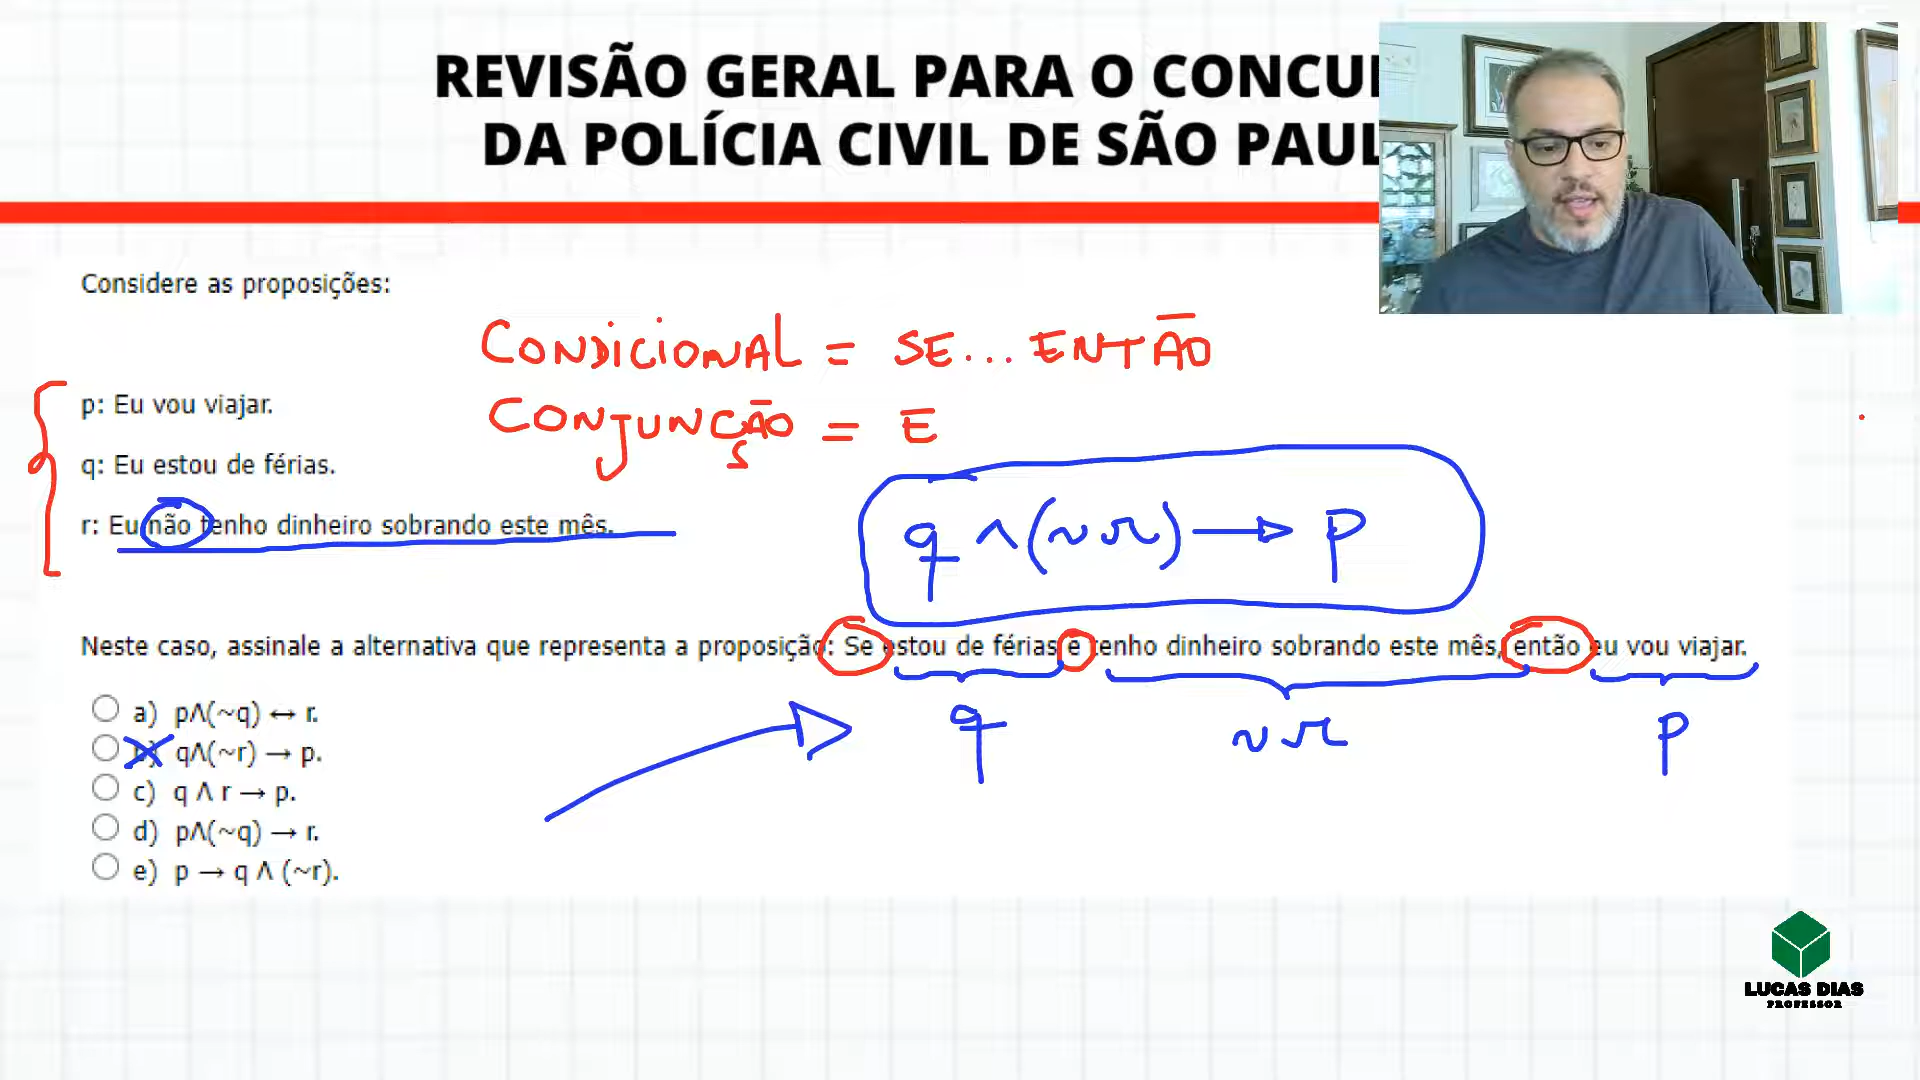 REVISÃO GERAL PARA O CONCU
DA POLÍCIA CIVIL DE SÃO PAUL
Considere as proposições:
CONDICIONAL = SE... ENTÃO
p: Eu vou viajar.
CONJUNÇÃO = E
q: Eu estou de férias.
r: Eu não tenho dinheiro sobrando este mês.
q ∧ (~r) → p
Neste caso, assinale a alternativa que representa a proposição: Se estou de férias e tenho dinheiro sobrando este mês, então eu vou viajar.
q ~r p
a) p∧(~q) ↔ r.
b) q∧(~r) → p.
c) q ∧ r → p.
d) p∧(~q) → r.
e) p → q ∧ (~r).
LUCAS DIAS
PROFESSOR